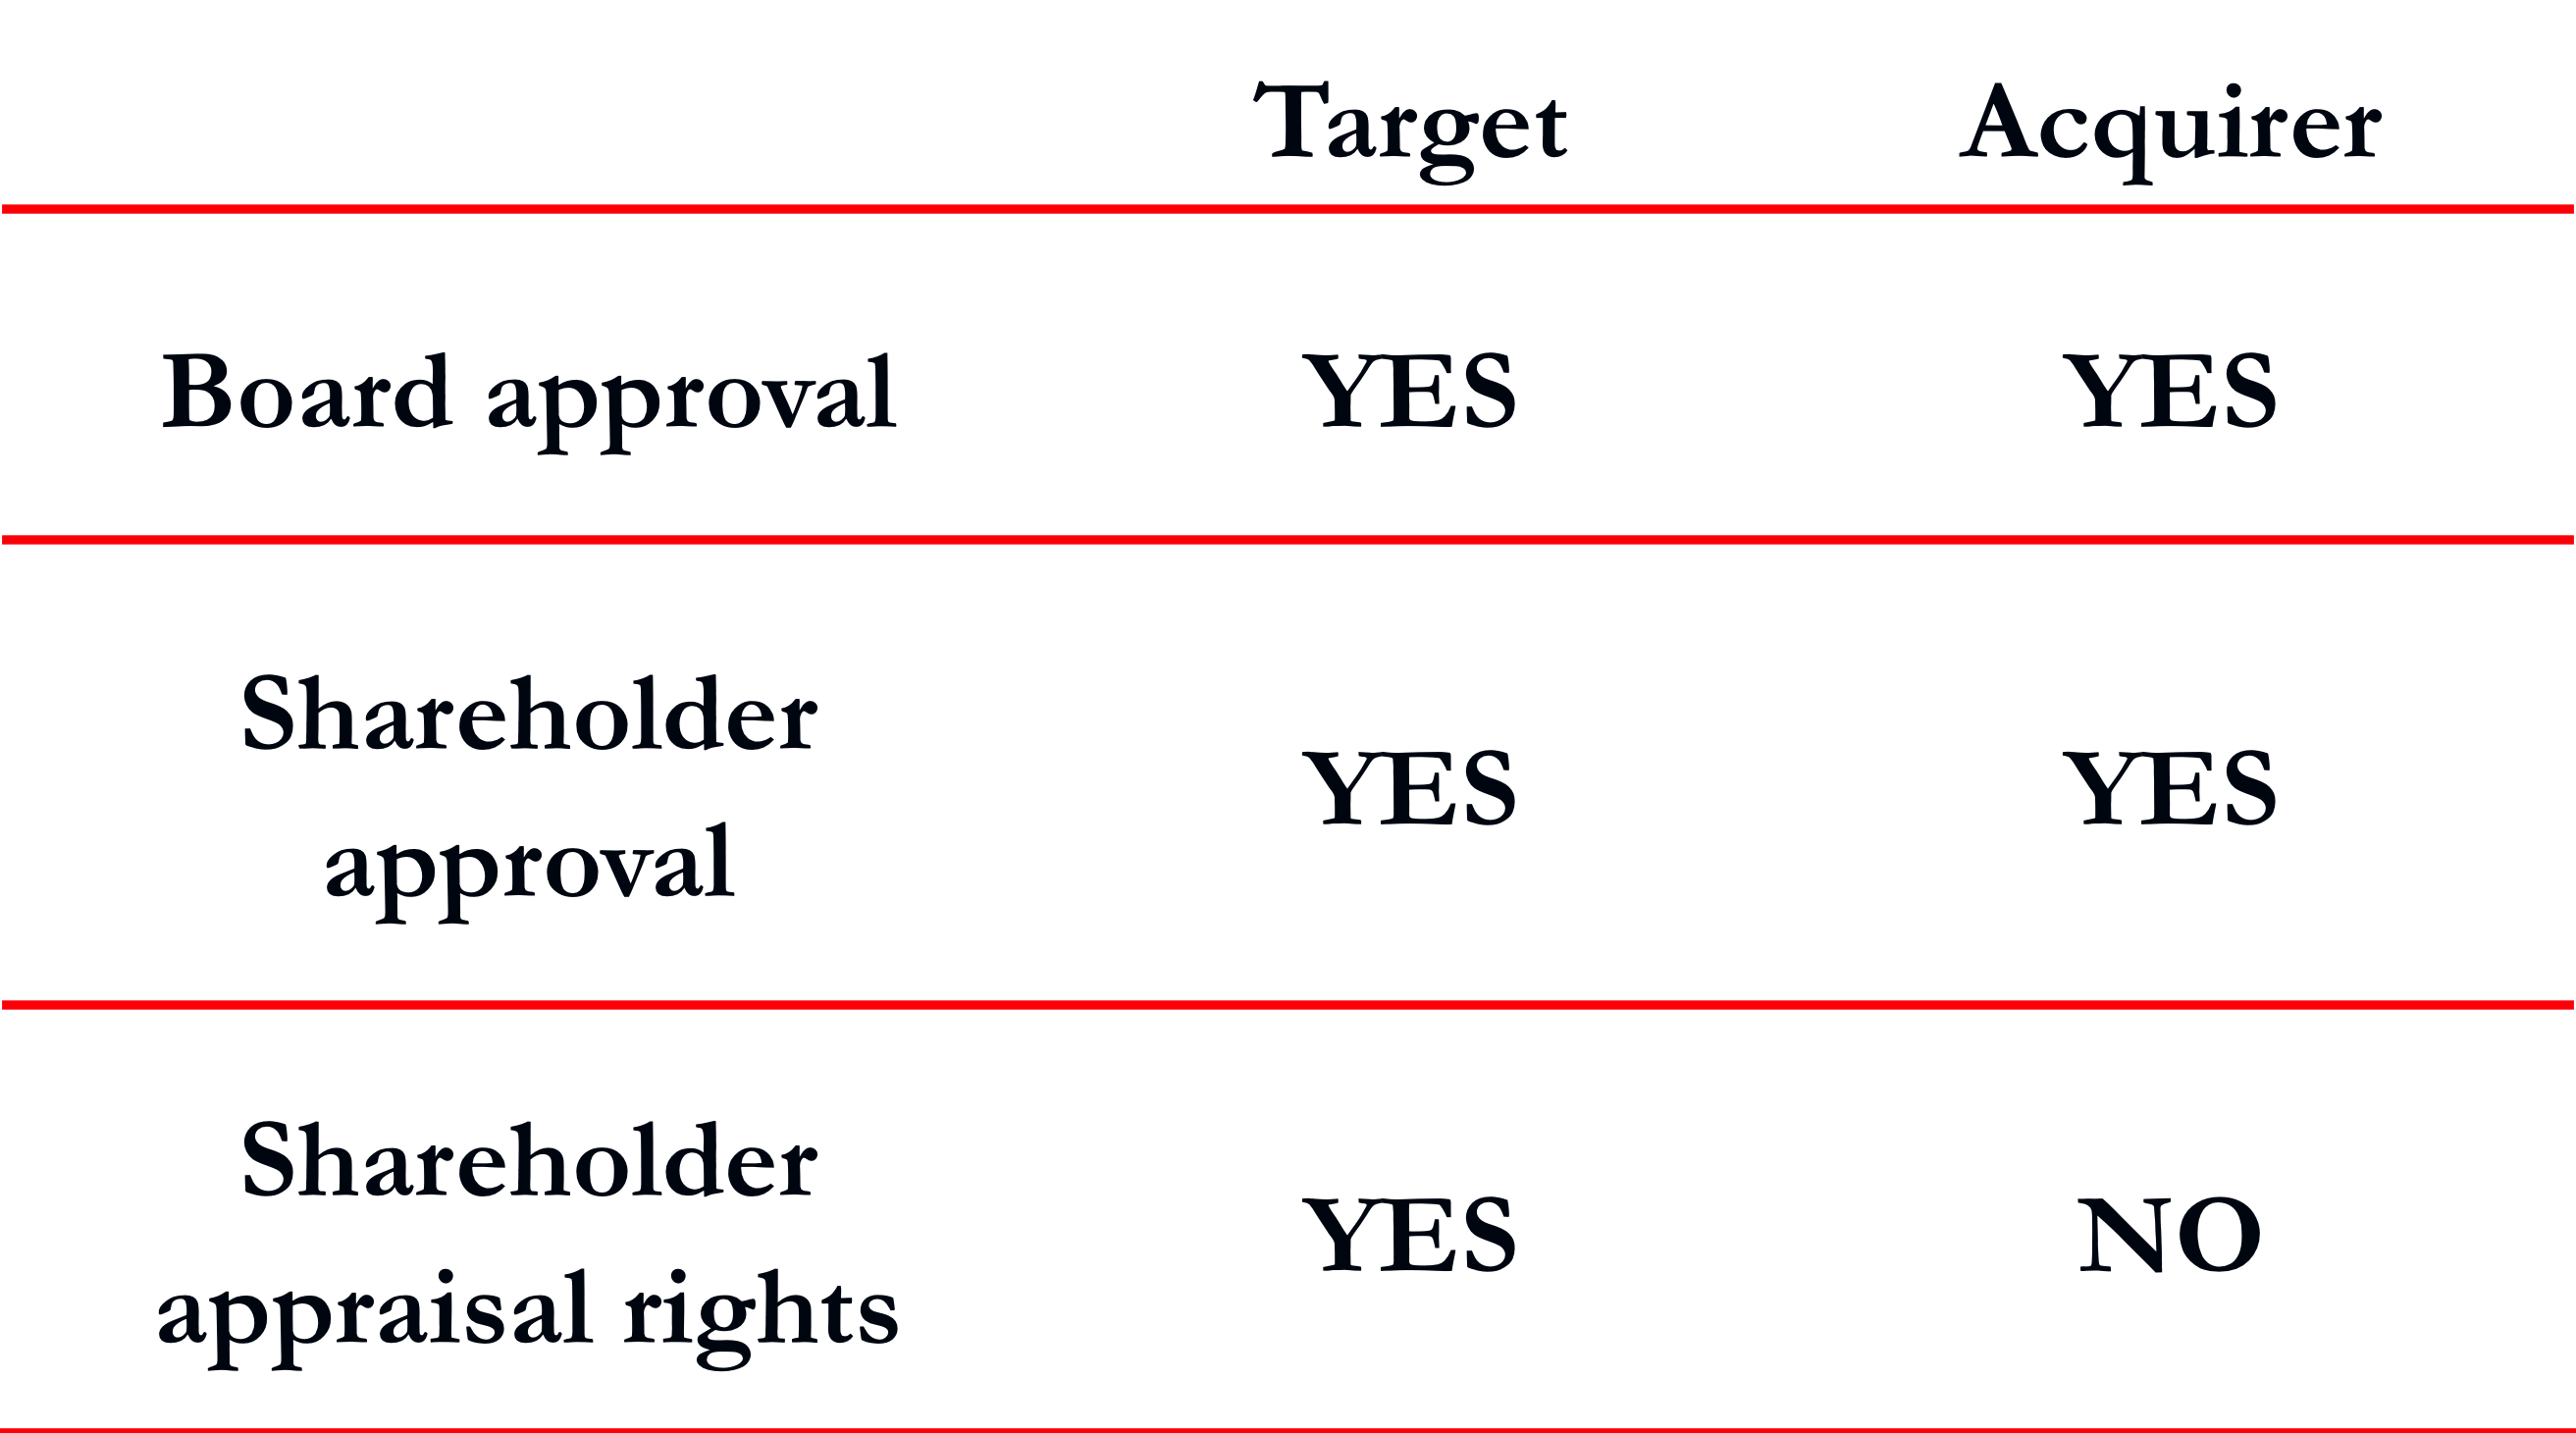 Target Acquirer
Board approval YES YES
Shareholder
approval YES YES
Shareholder
appraisal rights YES NO